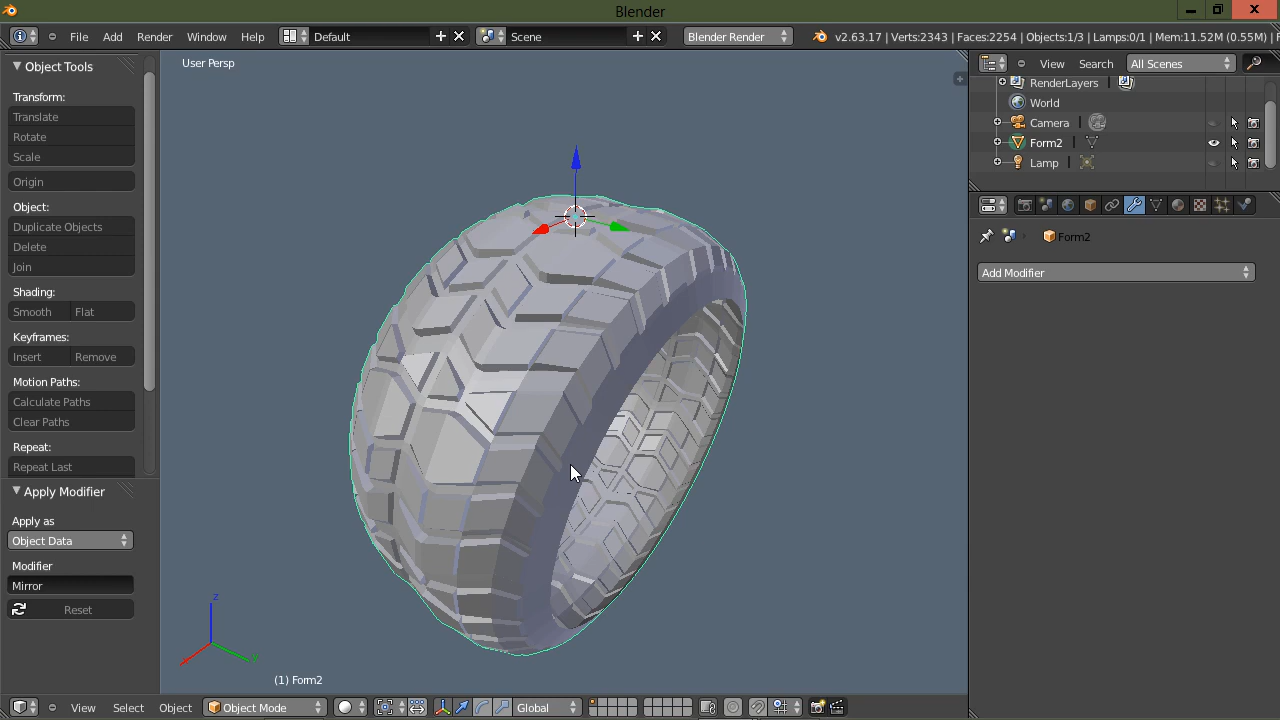 Blender
File Add Render Window Help Default Scene Blender Render v2.63.17 | Verts:2343 | Faces:2254 | Objects:1/3 | Lamps:0/1 | Mem:11.52M (0.55M) | F
Object Tools
Transform:
Translate
Rotate
Scale
Origin
Object:
Duplicate Objects
Delete
Join
Shading:
Smooth Flat
Keyframes:
Insert Remove
Motion Paths:
Calculate Paths
Clear Paths
Repeat:
Repeat Last
Apply Modifier
Apply as
Object Data
Modifier
Mirror
Reset
User Persp
z
x
y
(1) Form2
View Select Object Object Mode Global
View Search All Scenes
RenderLayers
World
Camera
Form2
Lamp
Form2
Add Modifier